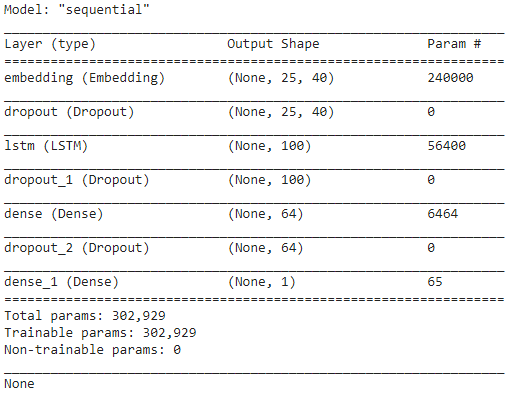 Model: "sequential"
_________________________________________________________________
Layer (type)                 Output Shape              Param #
=================================================================
embedding (Embedding)        (None, 25, 40)            240000
_________________________________________________________________
dropout (Dropout)            (None, 25, 40)            0
_________________________________________________________________
lstm (LSTM)                  (None, 100)               56400
_________________________________________________________________
dropout_1 (Dropout)          (None, 100)               0
_________________________________________________________________
dense (Dense)                (None, 64)                6464
_________________________________________________________________
dropout_2 (Dropout)          (None, 64)                0
_________________________________________________________________
dense_1 (Dense)              (None, 1)                 65
=================================================================
Total params: 302,929
Trainable params: 302,929
Non-trainable params: 0
_________________________________________________________________
None